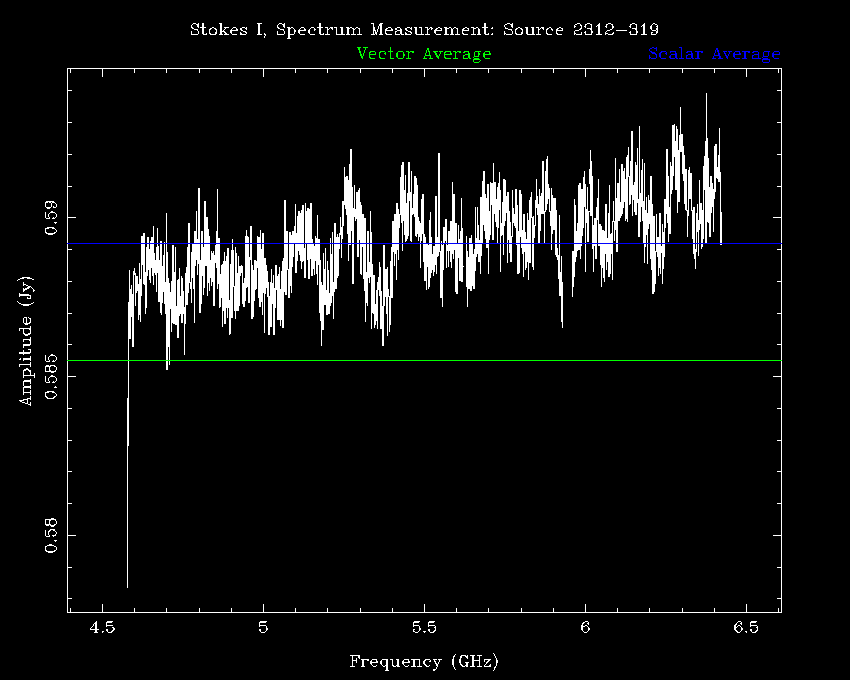 Stokes I, Spectrum Measurement: Source 2312-319
Vector Average Scalar Average
0.59
0.585
0.58
Amplitude (Jy)
4.5 5 5.5 6 6.5
Frequency (GHz)